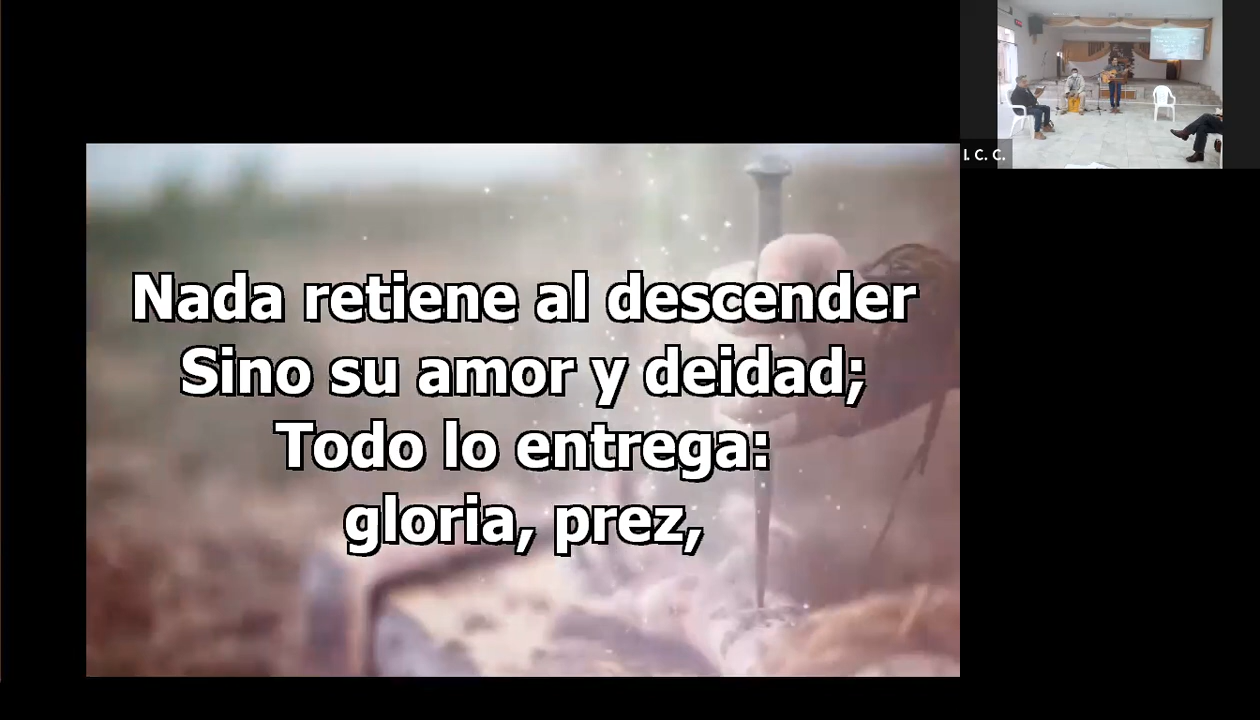 Nada retiene al descender
Sino su amor y deidad;
Todo lo entrega:
gloria, prez,
I. C. C.